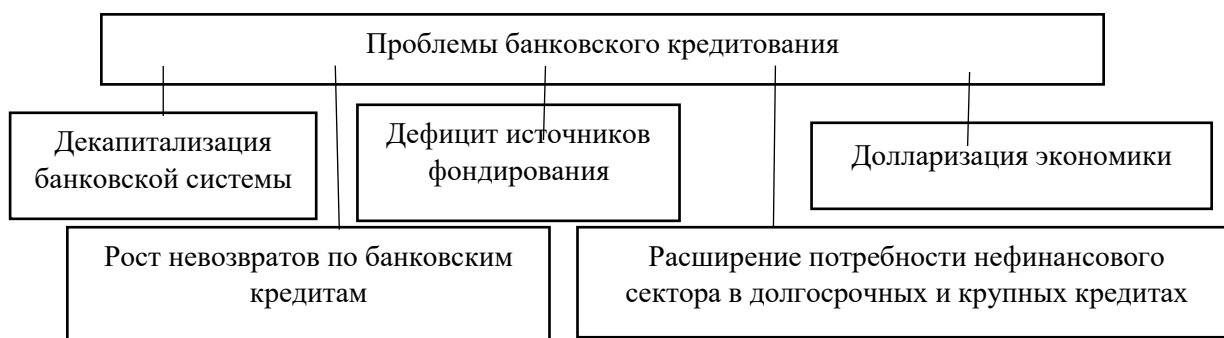 Проблемы банковского кредитования
Декапитализация
банковской системы
Дефицит источников
фондирования
Долларизация экономики
Рост невозвратов по банковским
кредитам
Расширение потребности нефинансового
сектора в долгосрочных и крупных кредитах